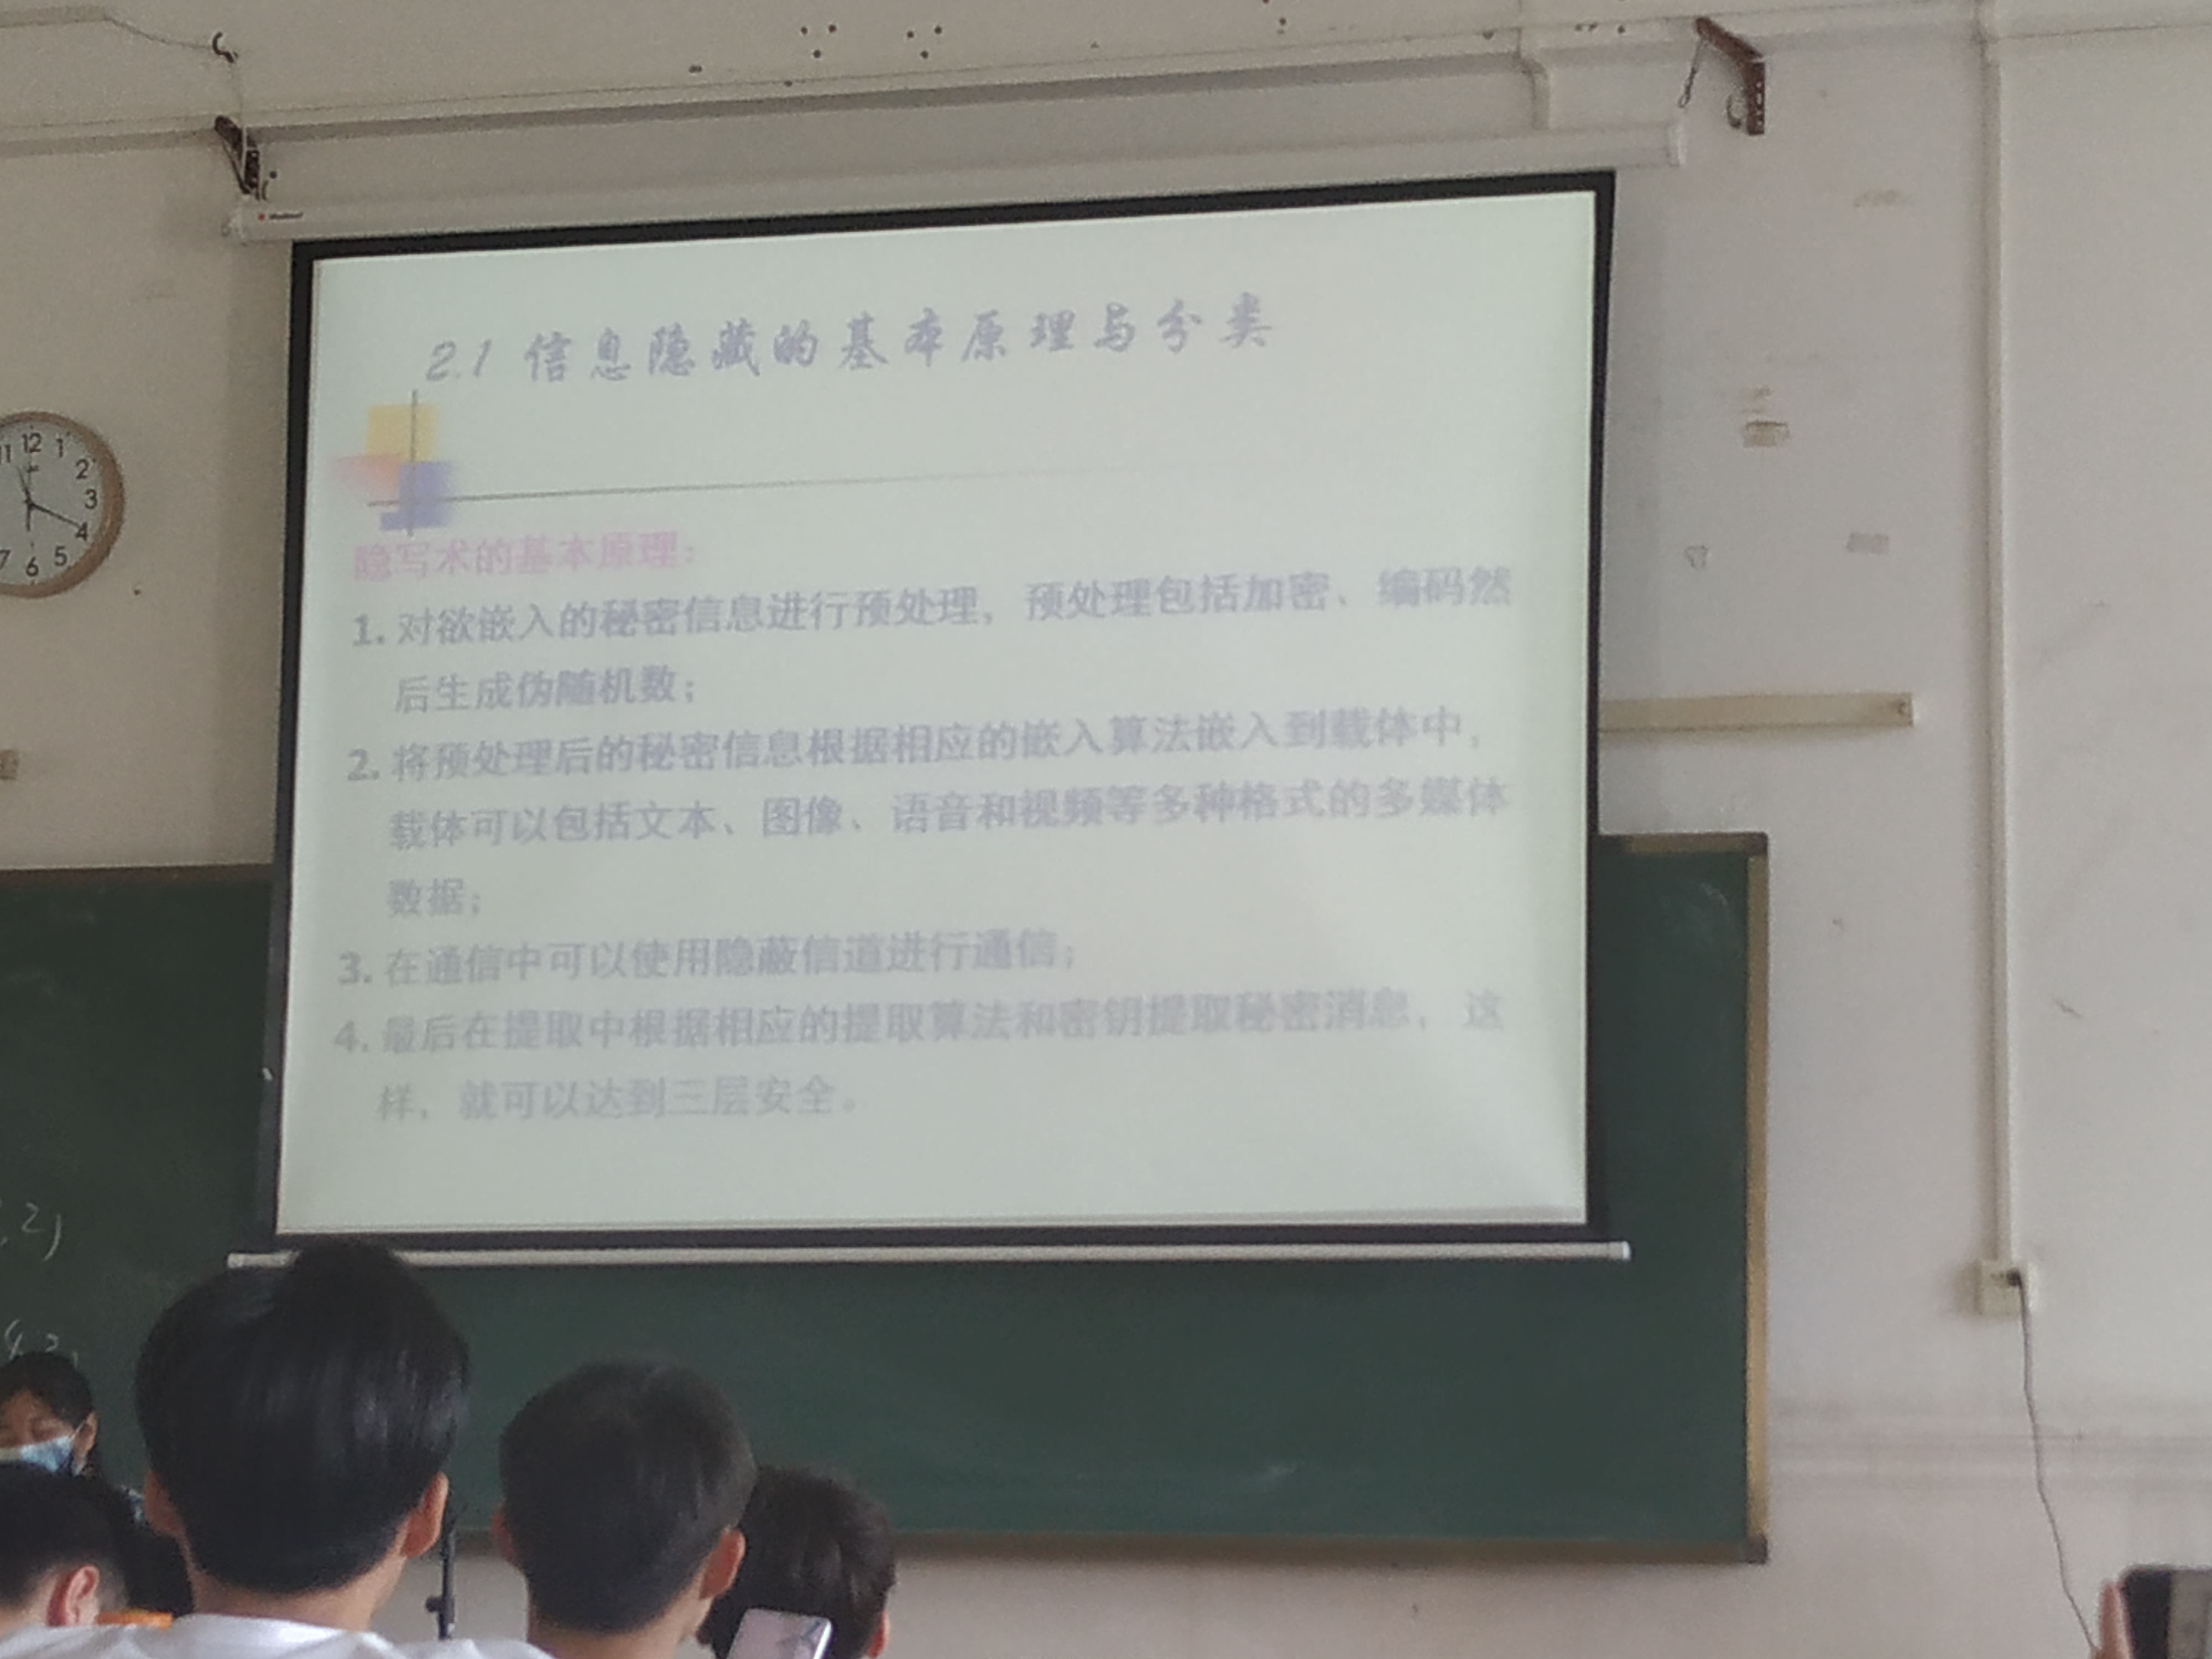 2.1 信息隐藏的基本原理与分类
隐写术的基本原理：
1. 对欲嵌入的秘密信息进行预处理，预处理包括加密、编码然
后生成伪随机数；
2. 将预处理后的秘密信息根据相应的嵌入算法嵌入到载体中，
载体可以包括文本、图像、语音和视频等多种格式的多媒体
数据；
3. 在通信中可以使用隐蔽信道进行通信；
4. 最后在提取中根据相应的提取算法和密钥提取秘密消息，这
样，就可以达到三层安全。
11 12 1
2
3
4
5
6
7